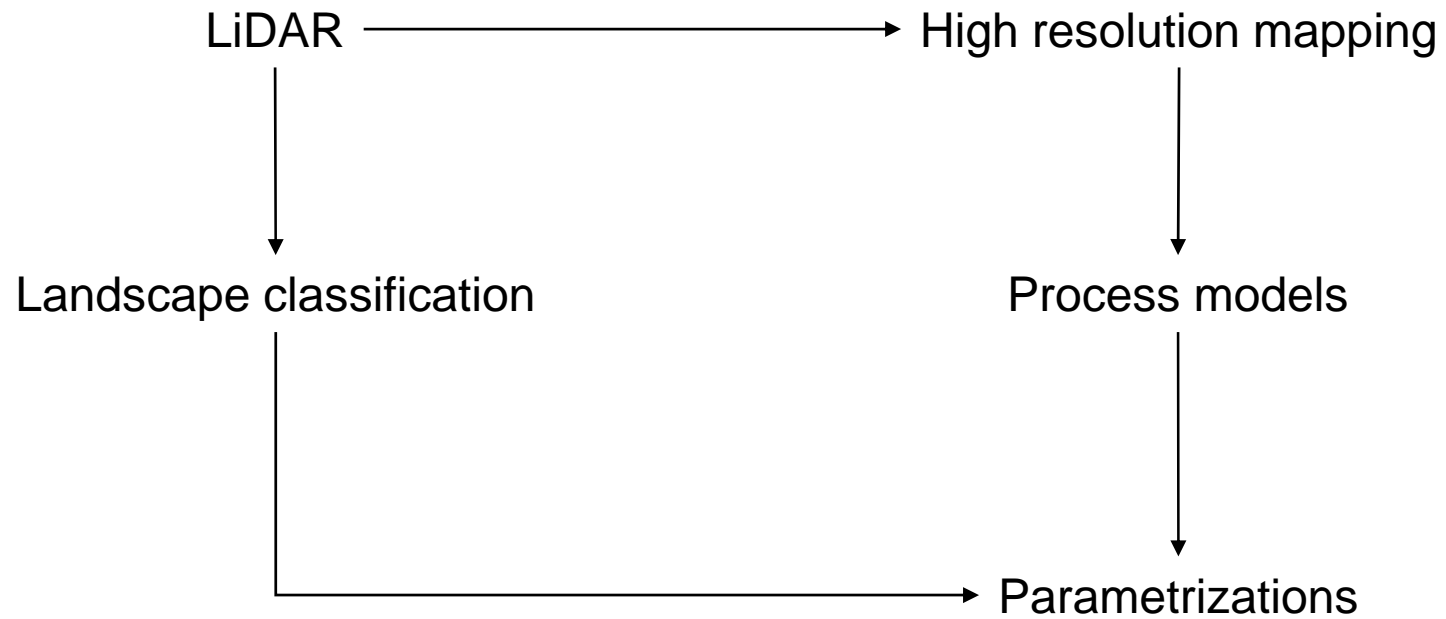 LiDAR
High resolution mapping
Landscape classification
Process models
Parametrizations